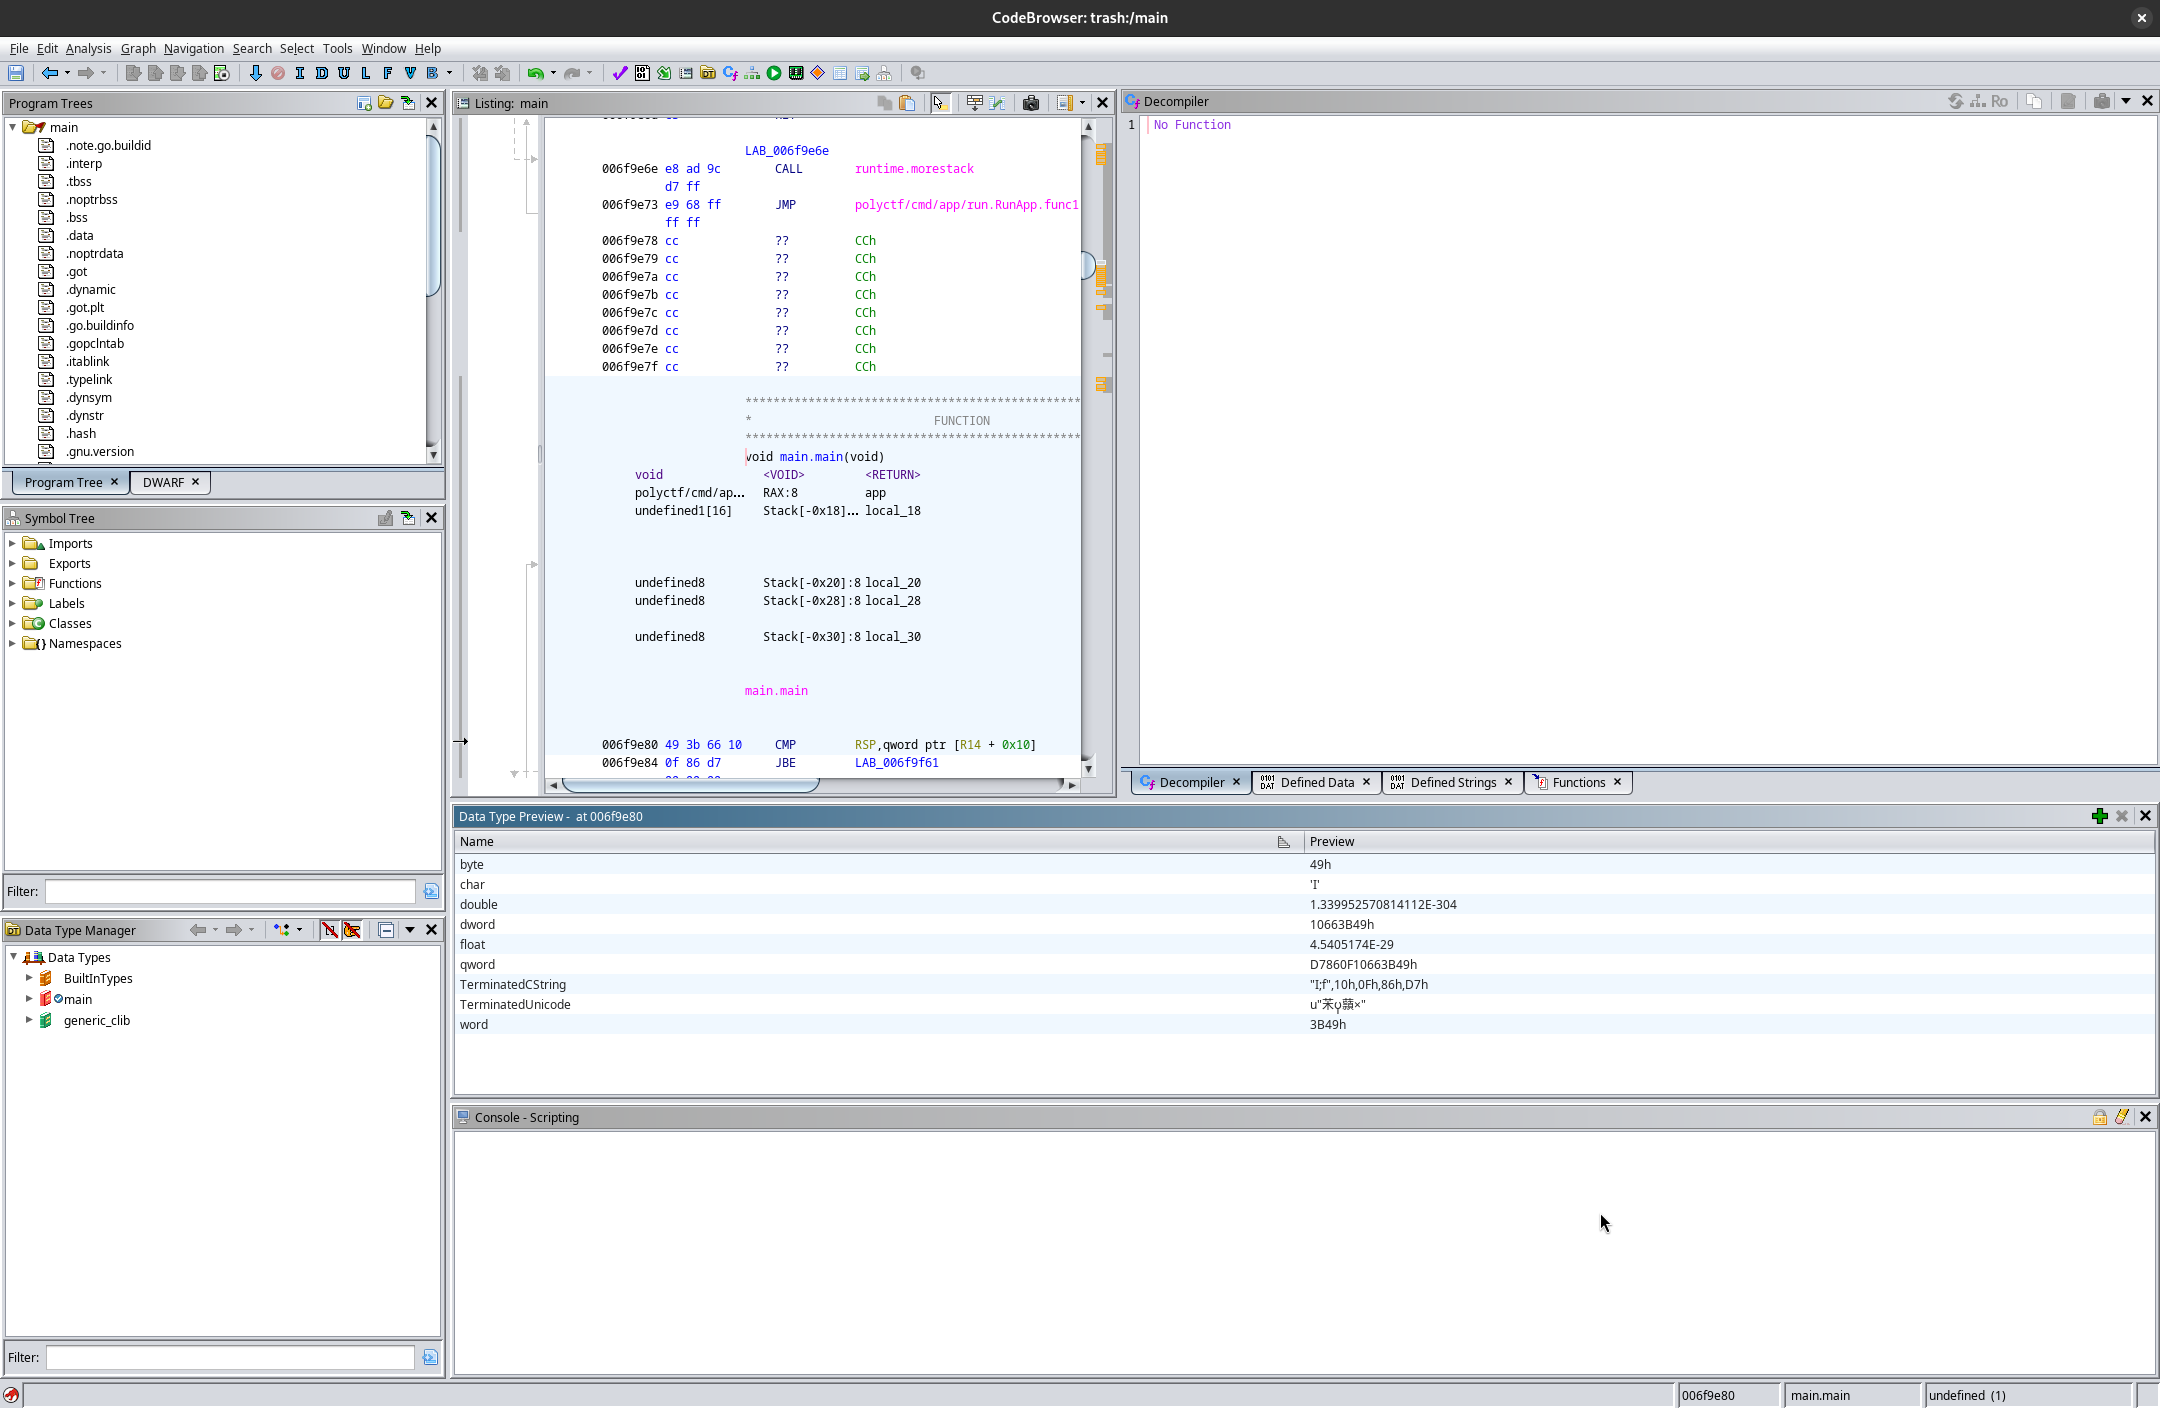 CodeBrowser: trash:/main
File Edit Analysis Graph Navigation Search Select Tools Window Help
I D U L F V B
Program Trees
main
.note.go.buildid
.interp
.tbss
.noptrbss
.bss
.data
.noptrdata
.got
.dynamic
.got.plt
.go.buildinfo
.gopclntab
.itablink
.typelink
.dynsym
.dynstr
.hash
.gnu.version
Program Tree DWARF
Symbol Tree
Imports
Exports
Functions
Labels
Classes
Namespaces
Filter:
Data Type Manager
Data Types
BuiltInTypes
main
generic_clib
Filter:
Listing: main
LAB_006f9e6e
006f9e6e e8 ad 9c CALL runtime.morestack
d7 ff
006f9e73 e9 68 ff JMP polyctf/cmd/app/run.RunApp.func1
ff ff
006f9e78 cc ?? CCh
006f9e79 cc ?? CCh
006f9e7a cc ?? CCh
006f9e7b cc ?? CCh
006f9e7c cc ?? CCh
006f9e7d cc ?? CCh
006f9e7e cc ?? CCh
006f9e7f cc ?? CCh
************************************************
* FUNCTION
************************************************
void main.main(void)
void <VOID> <RETURN>
polyctf/cmd/ap... RAX:8 app
undefined1[16] Stack[-0x18]... local_18
undefined8 Stack[-0x20]:8 local_20
undefined8 Stack[-0x28]:8 local_28
undefined8 Stack[-0x30]:8 local_30
main.main
006f9e80 49 3b 66 10 CMP RSP,qword ptr [R14 + 0x10]
006f9e84 0f 86 d7 JBE LAB_006f9f61
Decompiler
Ro
1 No Function
Decompiler Defined Data Defined Strings Functions
Data Type Preview - at 006f9e80
Name Preview
byte 49h
char 'I'
double 1.339952570814112E-304
dword 10663B49h
float 4.5405174E-29
qword D7860F10663B49h
TerminatedCString "I;f",10h,0Fh,86h,D7h
TerminatedUnicode
word 3B49h
Console - Scripting
006f9e80 main.main undefined (1)